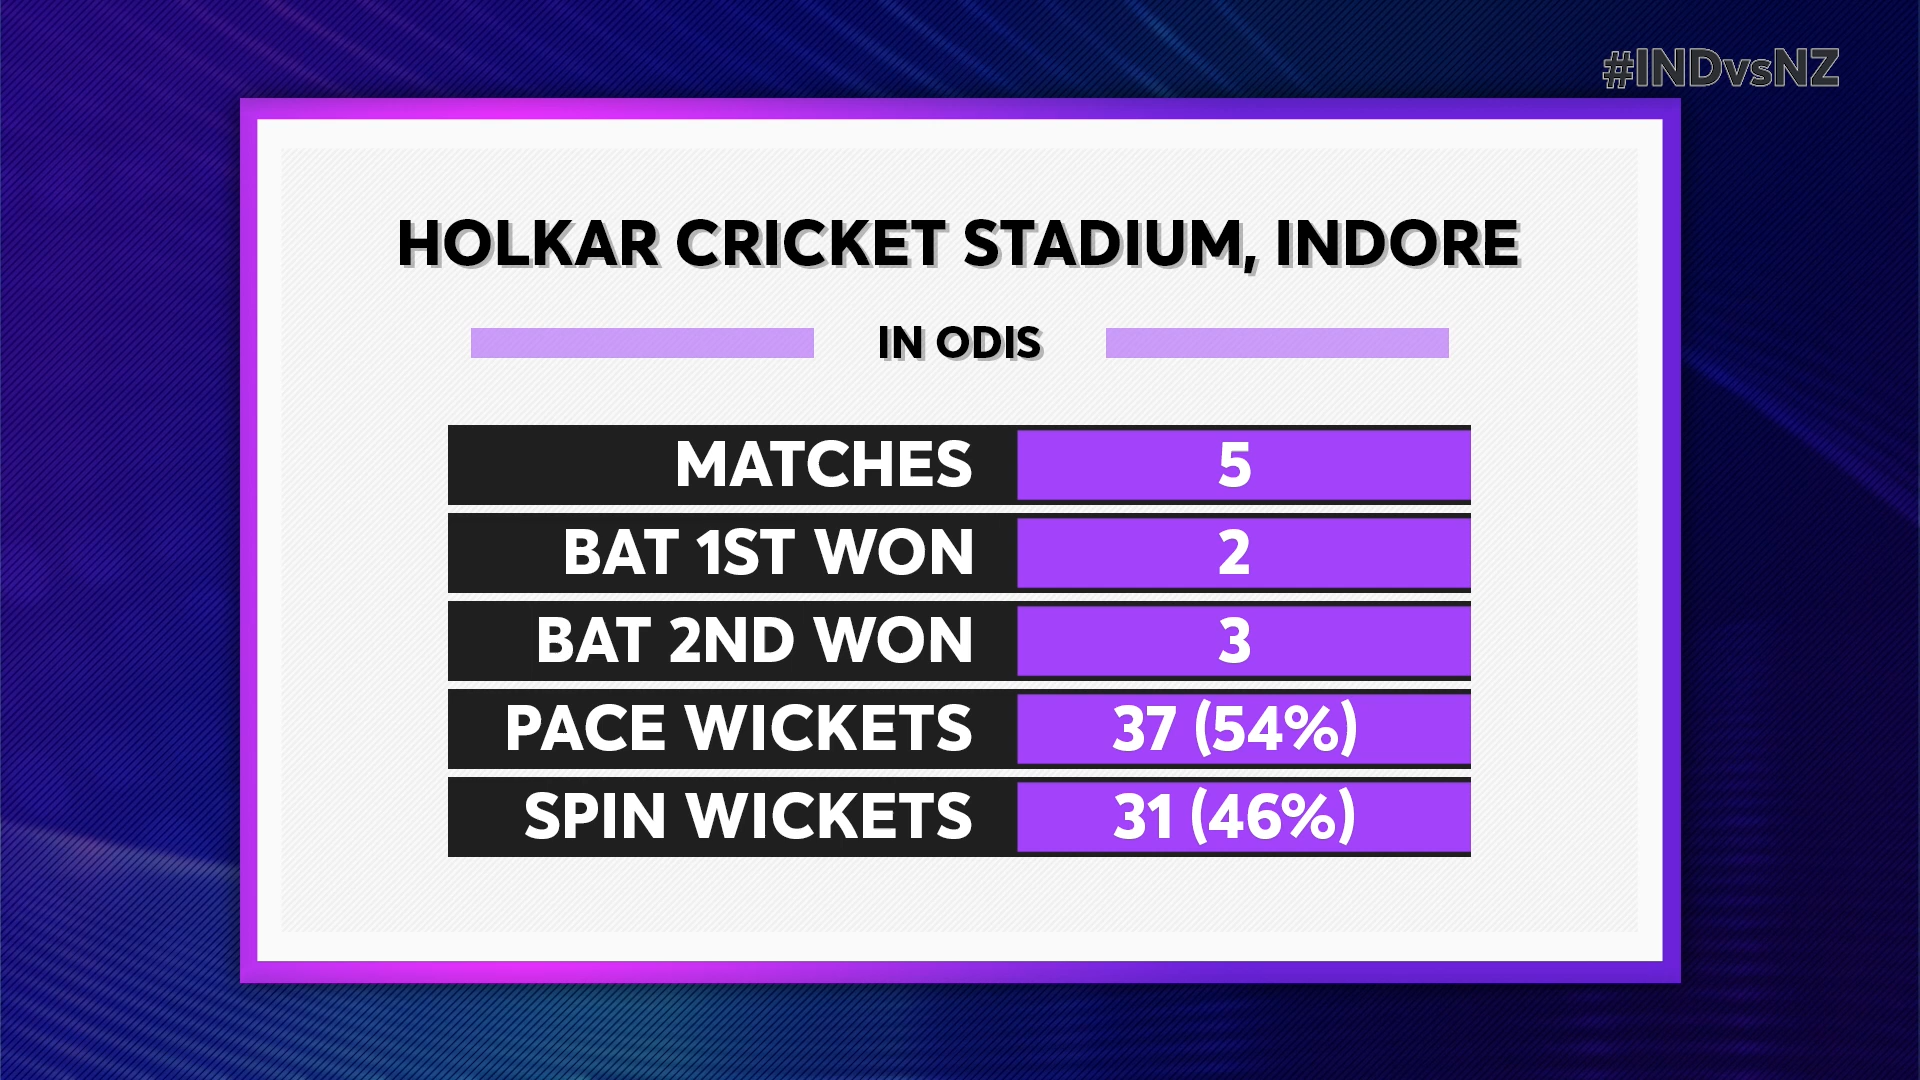 #INDvsNZ
HOLKAR CRICKET STADIUM, INDORE
IN ODIS
MATCHES 5
BAT 1ST WON 2
BAT 2ND WON 3
PACE WICKETS 37 (54%)
SPIN WICKETS 31 (46%)